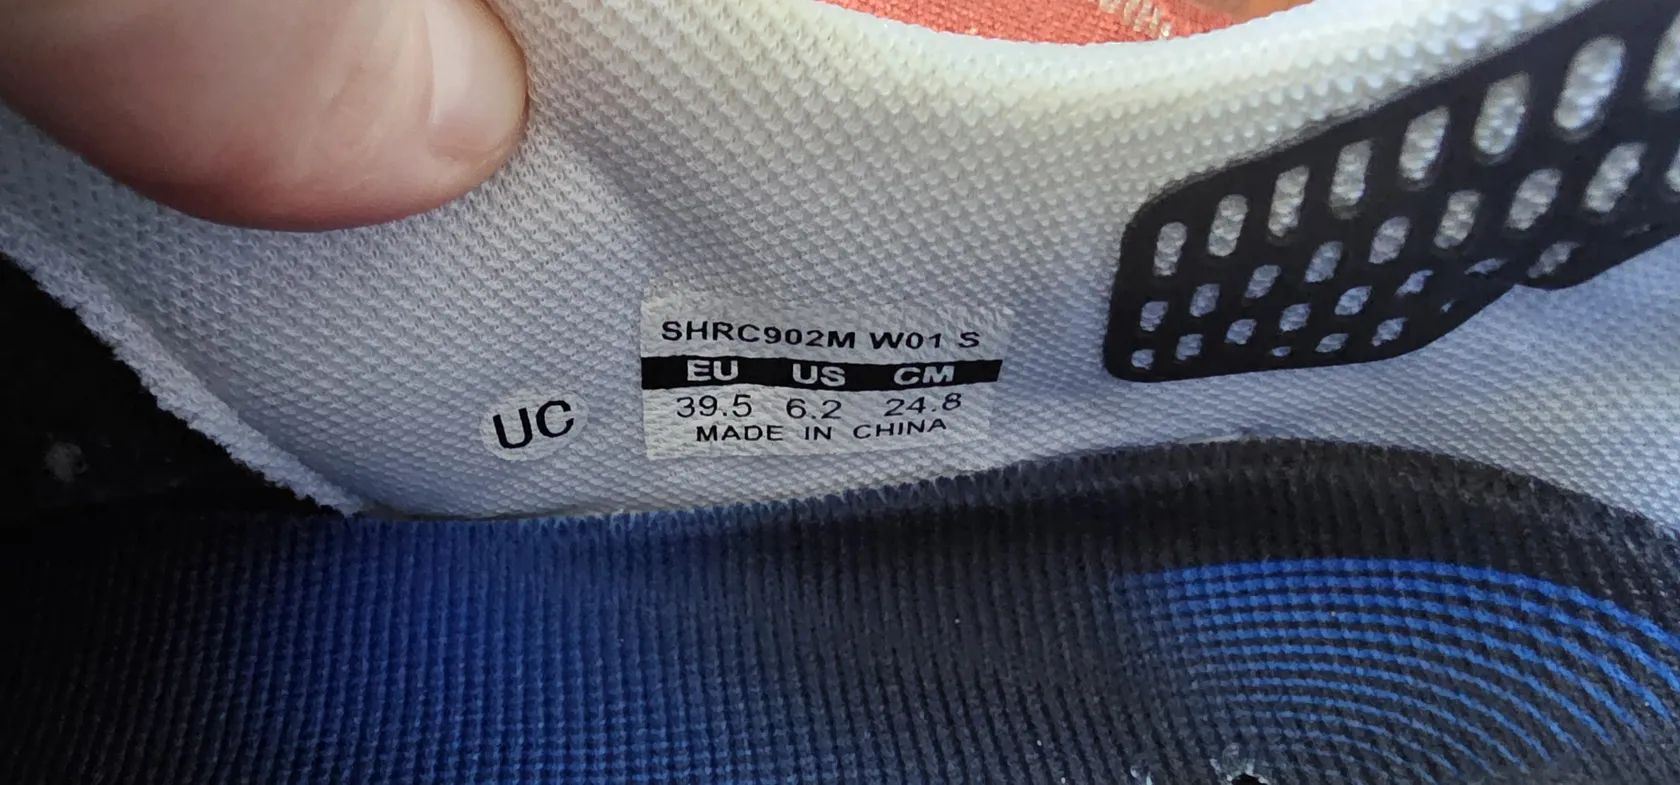 SHRC902M W01 S
EU US CM
39.5 6.2 24.8
MADE IN CHINA
UC